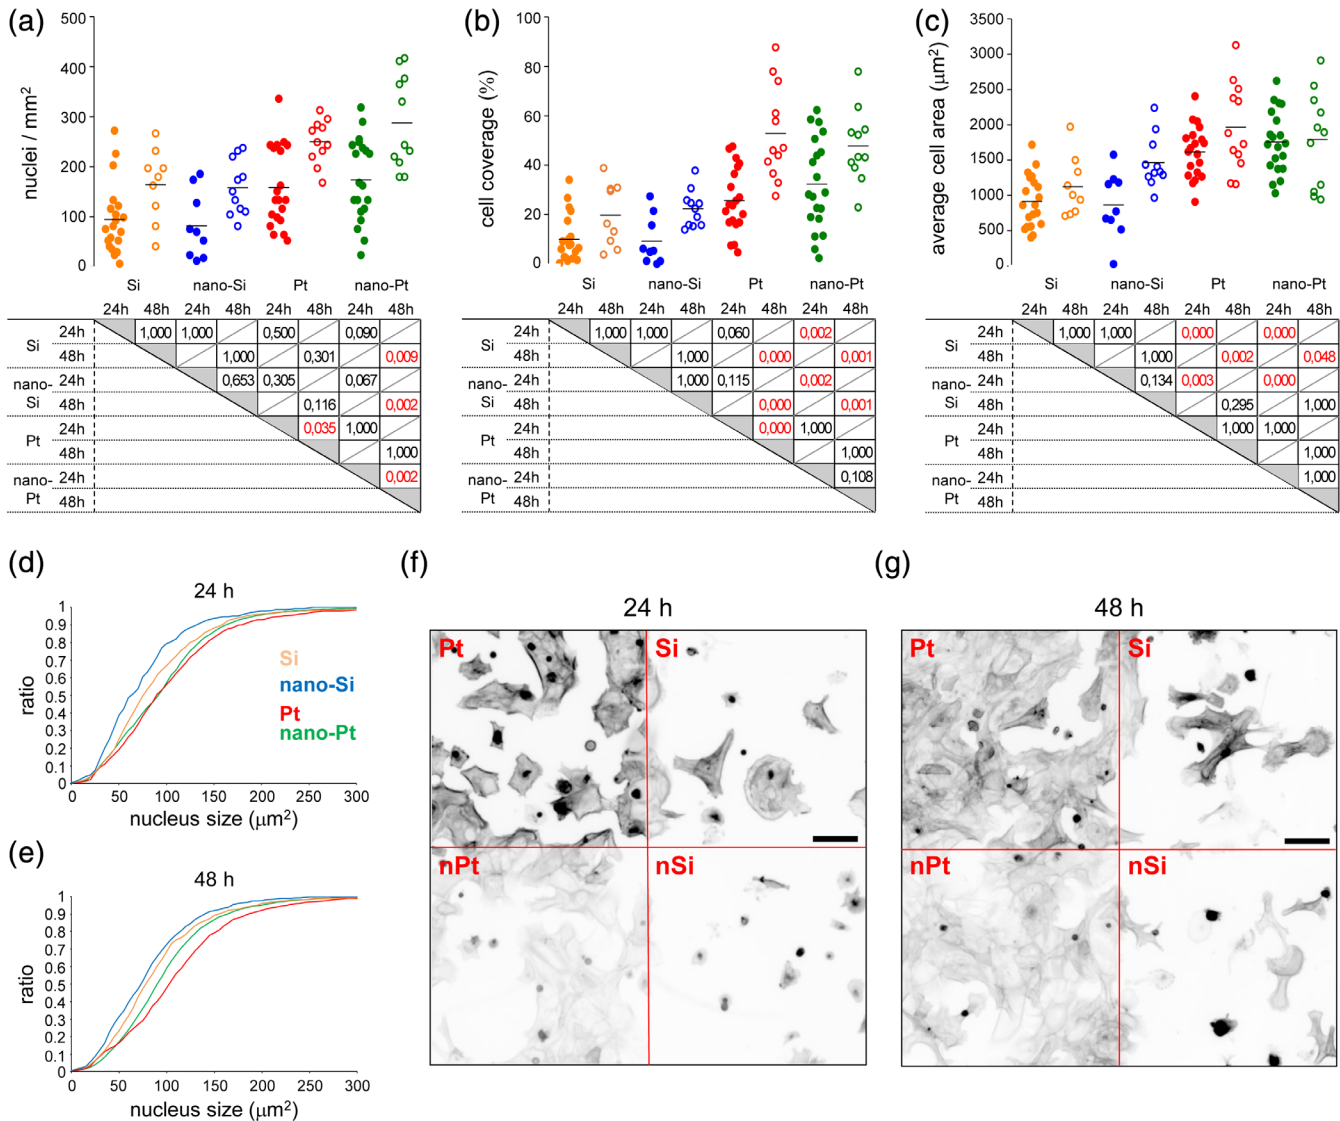 (a)
500
400
300
200
100
0
nuclei / mm2
Si nano-Si Pt nano-Pt
24h 48h 24h 48h 24h 48h 24h 48h
Si 24h 1,000 1,000 0,500 0,090
48h 1,000 0,301 0,009
nano-Si 24h 0,653 0,305 0,067
48h 0,116 0,002
Pt 24h 0,035 1,000
48h 1,000
nano-Pt 24h 0,002
48h
(b)
100
80
60
40
20
0
cell coverage (%)
Si nano-Si Pt nano-Pt
24h 48h 24h 48h 24h 48h 24h 48h
Si 24h 1,000 1,000 0,060 0,002
48h 1,000 0,000 0,001
nano-Si 24h 1,000 0,115 0,002
48h 0,000 0,001
Pt 24h 0,000 1,000
48h 1,000
nano-Pt 24h 0,108
48h
(c)
3500
3000
2500
2000
1500
1000
500
0
average cell area (μm2)
Si nano-Si Pt nano-Pt
24h 48h 24h 48h 24h 48h 24h 48h
Si 24h 1,000 1,000 0,000 0,000
48h 1,000 0,002 0,048
nano-Si 24h 0,134 0,003 0,000
48h 0,295 1,000
Pt 24h 1,000 1,000
48h 1,000
nano-Pt 24h 1,000
48h
(d)
24 h
1
0.9
0.8
0.7
0.6
0.5
0.4
0.3
0.2
0.1
0
ratio
Si
nano-Si
Pt
nano-Pt
0 50 100 150 200 250 300
nucleus size (μm2)
(e)
48 h
1
0.9
0.8
0.7
0.6
0.5
0.4
0.3
0.2
0.1
0
ratio
0 50 100 150 200 250 300
nucleus size (μm2)
(f)
24 h
Pt Si
nPt nSi
(g)
48 h
Pt Si
nPt nSi